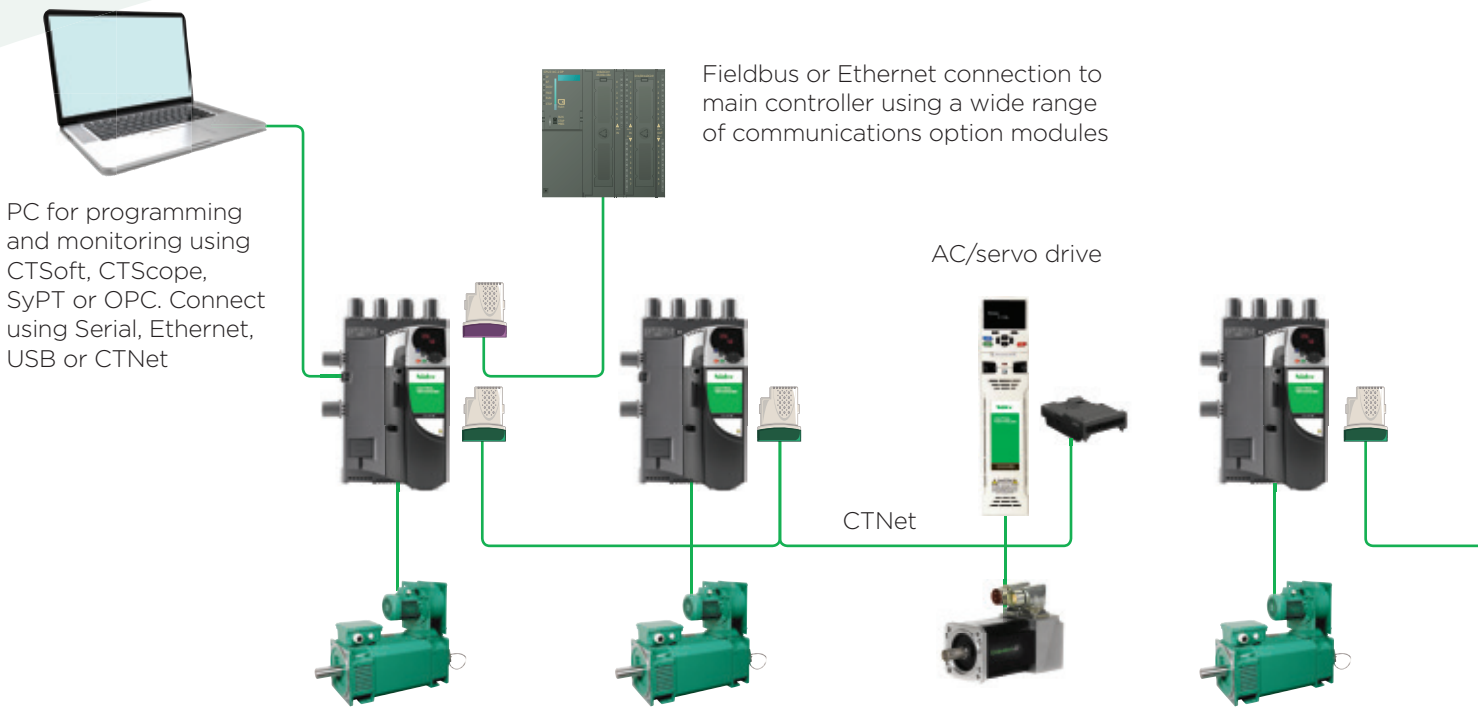 Fieldbus or Ethernet connection to
main controller using a wide range
of communications option modules
PC for programming
and monitoring using
CTSoft, CTScope,
SyPT or OPC. Connect
using Serial, Ethernet,
USB or CTNet
AC/servo drive
CTNet